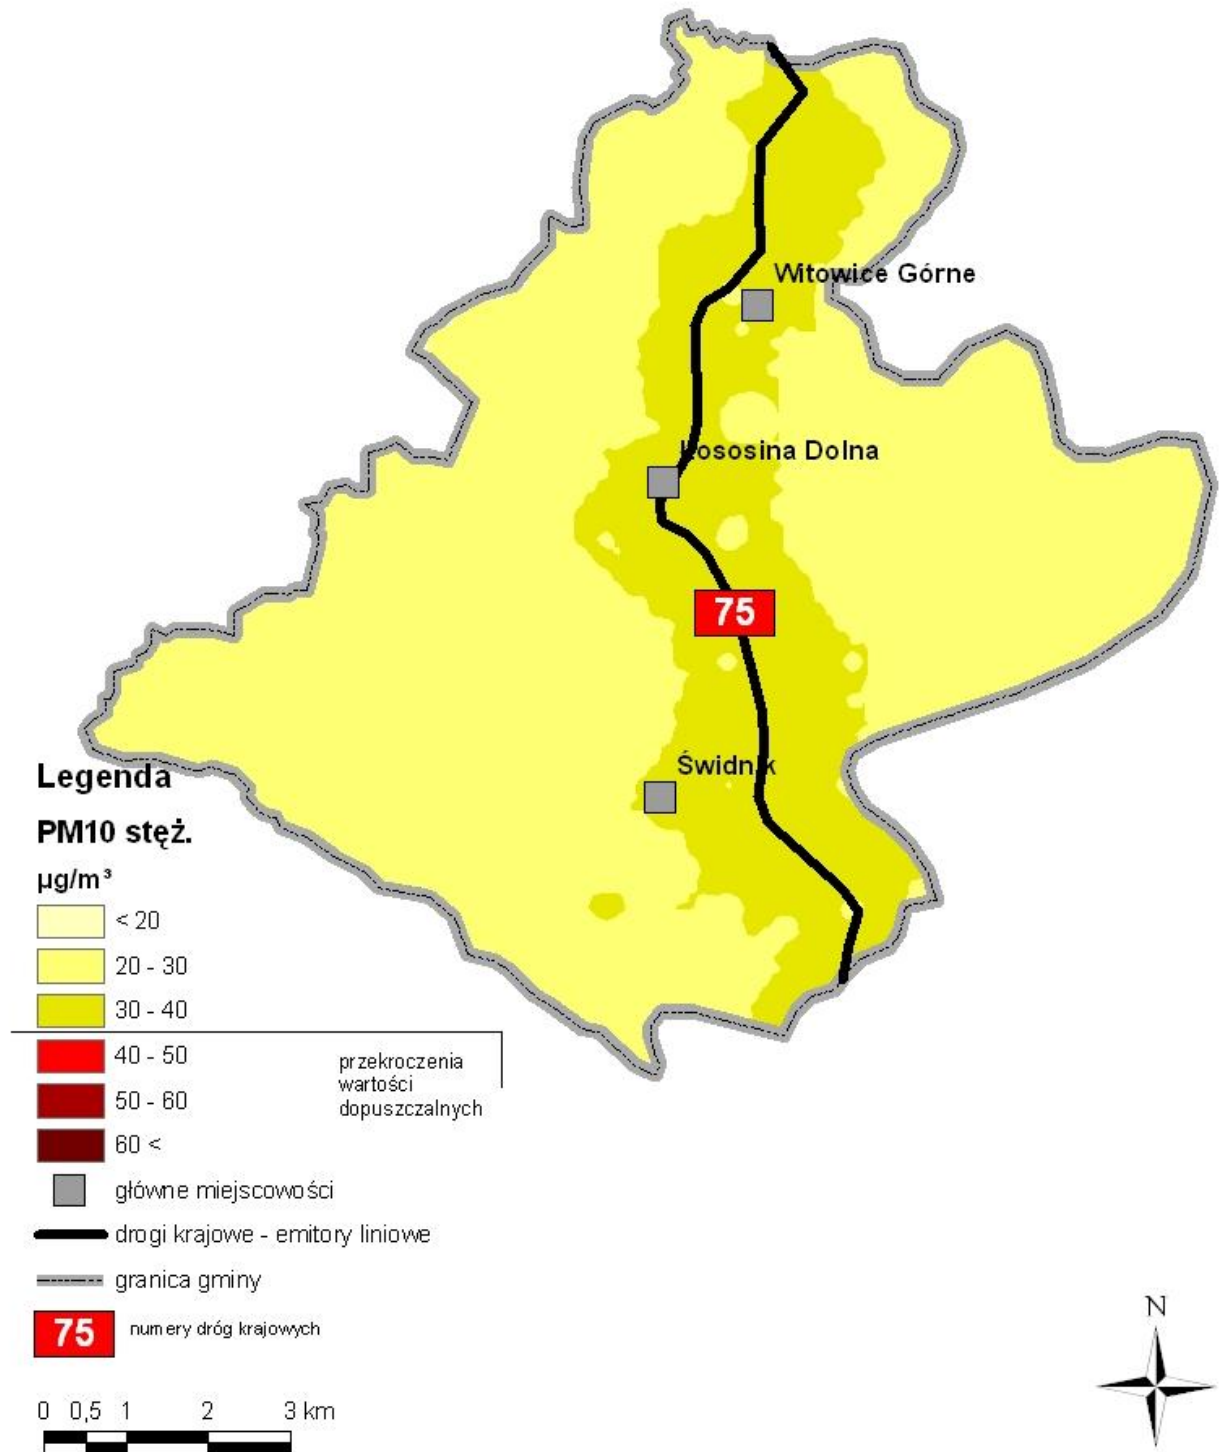 Witowice Górne
Łososina Dolna
75
Świdnik
Legenda
PM10 stęż.
µg/m³
< 20
20 - 30
30 - 40
40 - 50
50 - 60
60 <
przekroczenia
wartości
dopuszczalnych
główne miejscowości
drogi krajowe - emitory liniowe
granica gminy
75 numery dróg krajowych
N
0 0,5 1 2 3 km